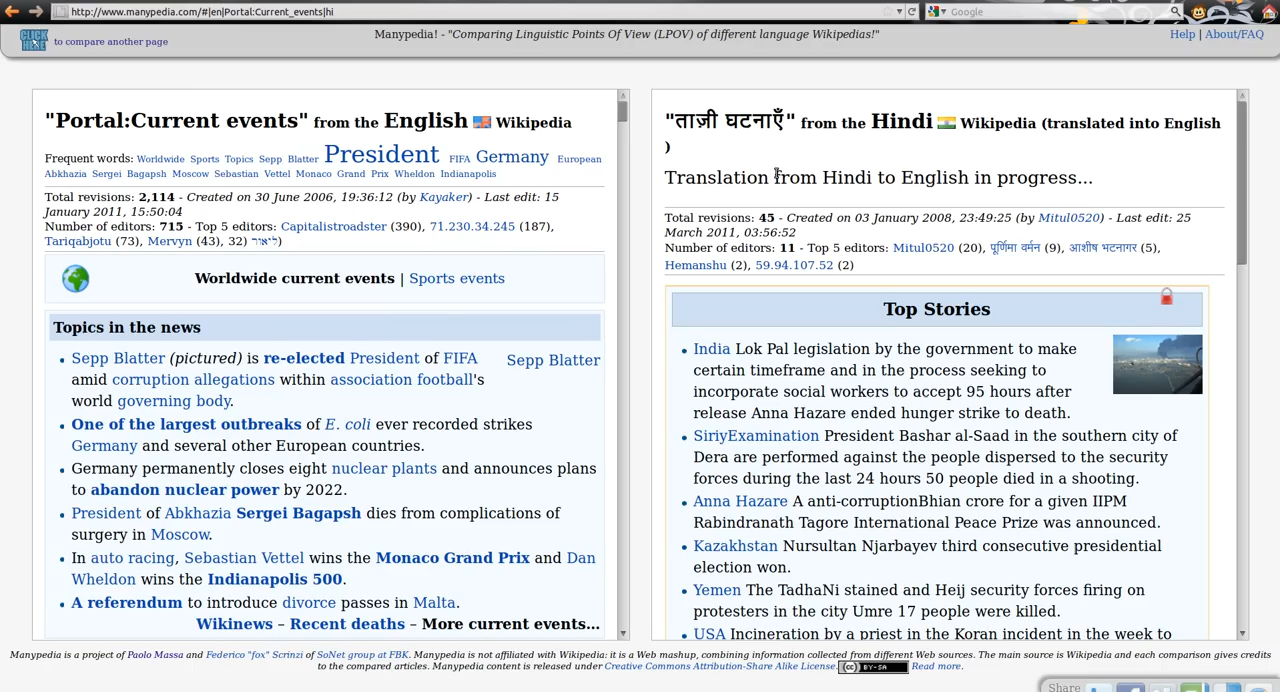 http://www.manypedia.com/#|en|Portal:Current_events|hi
Google
CLICK HERE to compare another page
Manypedia! - "Comparing Linguistic Points Of View (LPOV) of different language Wikipedias!"
Help | About/FAQ
"Portal:Current events" from the English Wikipedia
Frequent words: Worldwide Sports Topics Sepp Blatter President FIFA Germany European
Abkhazia Sergei Bagapsh Moscow Sebastian Vettel Monaco Grand Prix Wheldon Indianapolis
Total revisions: 2,114 - Created on 30 June 2006, 19:36:12 (by Kayaker) - Last edit: 15
January 2011, 15:50:04
Number of editors: 715 - Top 5 editors: Capitalistroadster (390), 71.230.34.245 (187),
Tariqabjotu (73), Mervyn (43), 32) ליאור)
Worldwide current events | Sports events
Topics in the news
• Sepp Blatter (pictured) is re-elected President of FIFA
amid corruption allegations within association football's
world governing body.
Sepp Blatter
• One of the largest outbreaks of E. coli ever recorded strikes
Germany and several other European countries.
• Germany permanently closes eight nuclear plants and announces plans
to abandon nuclear power by 2022.
• President of Abkhazia Sergei Bagapsh dies from complications of
surgery in Moscow.
• In auto racing, Sebastian Vettel wins the Monaco Grand Prix and Dan
Wheldon wins the Indianapolis 500.
• A referendum to introduce divorce passes in Malta.
Wikinews – Recent deaths – More current events...
"ताज़ी घटनाएँ" from the Hindi Wikipedia (translated into English
)
Translation from Hindi to English in progress...
Total revisions: 45 - Created on 03 January 2008, 23:49:25 (by Mitul0520) - Last edit: 25
March 2011, 03:56:52
Number of editors: 11 - Top 5 editors: Mitul0520 (20), पूर्णिमा वर्मन (9), आशीष भटनागर (5),
Hemanshu (2), 59.94.107.52 (2)
Top Stories
• India Lok Pal legislation by the government to make
certain timeframe and in the process seeking to
incorporate social workers to accept 95 hours after
release Anna Hazare ended hunger strike to death.
• SiriyExamination President Bashar al-Saad in the southern city of
Dera are performed against the people dispersed to the security
forces during the last 24 hours 50 people died in a shooting.
• Anna Hazare A anti-corruptionBhian crore for a given IIPM
Rabindranath Tagore International Peace Prize was announced.
• Kazakhstan Nursultan Njarbayev third consecutive presidential
election won.
• Yemen The TadhaNi stained and Heij security forces firing on
protesters in the city Umre 17 people were killed.
• USA Incineration by a priest in the Koran incident in the week to
Manypedia is a project of Paolo Massa and Federico "fox" Scrinzi of SoNet group at FBK. Manypedia is not affiliated with Wikipedia: it is a Web mashup, combining information collected from different Web sources. The main source is Wikipedia and each comparison gives credits
to the compared articles. Manypedia content is released under Creative Commons Attribution-Share Alike License. CC BY-SA Read more.
Share